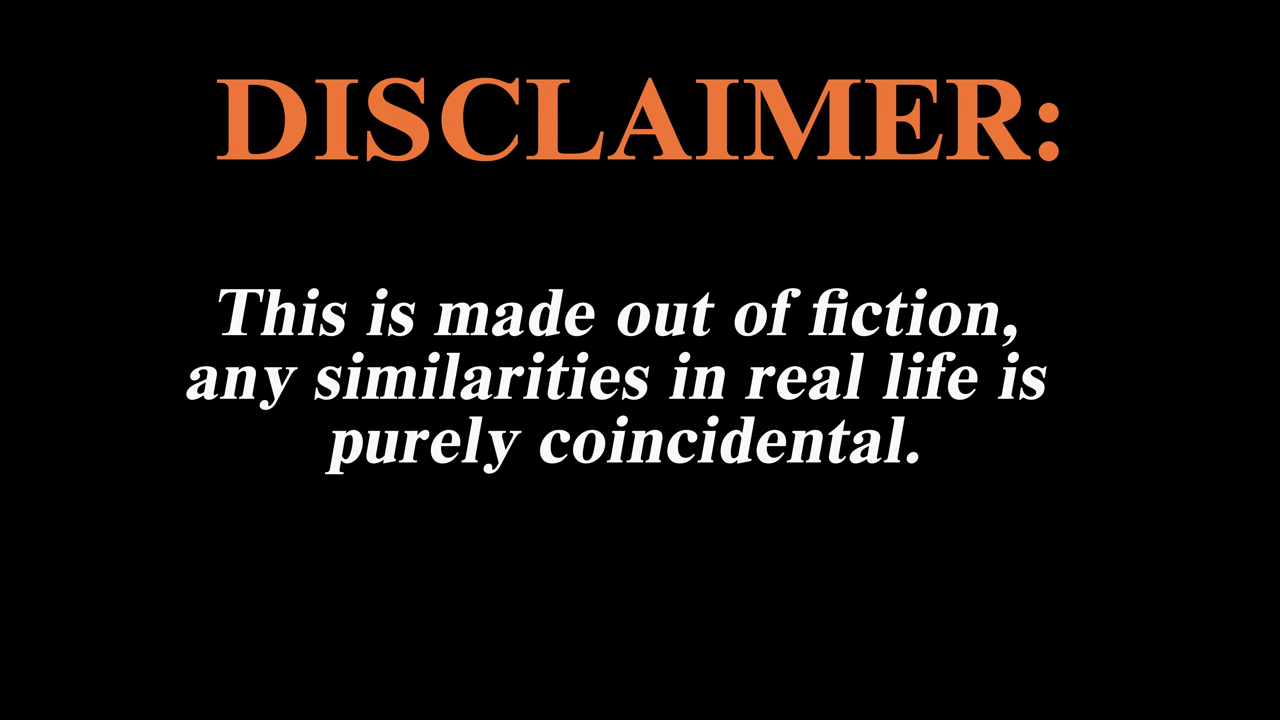 DISCLAIMER:
This is made out of fiction,
any similarities in real life is
purely coincidental.